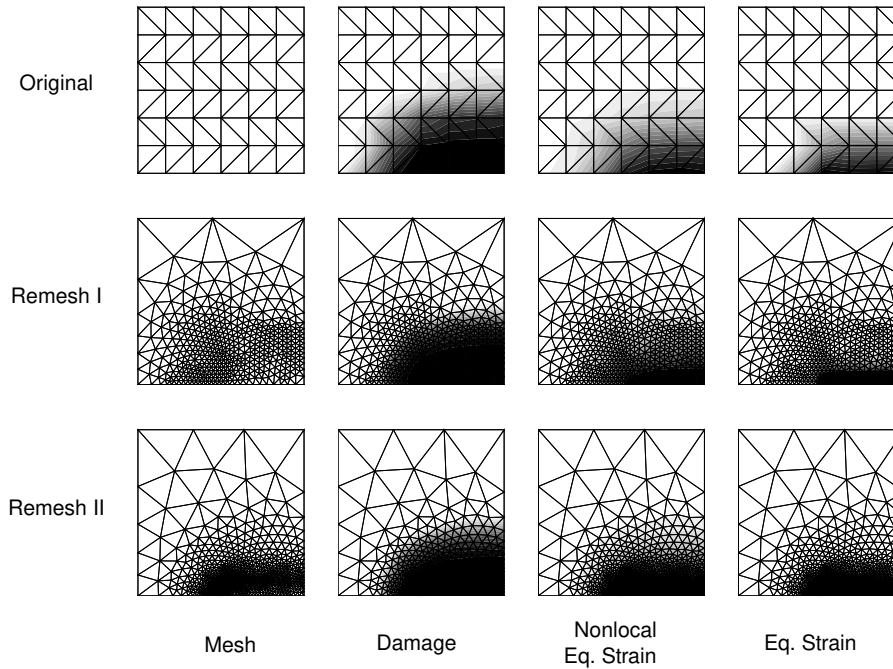 Original
Remesh I
Remesh II
Mesh
Damage
Nonlocal
Eq. Strain
Eq. Strain